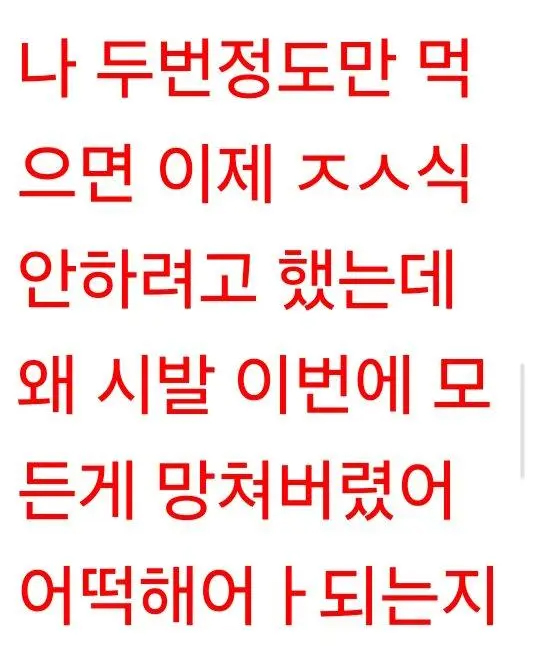 나 두번정도만 먹
으면 이제 ㅈㅅ식
안하려고 했는데
왜 시발 이번에 모
든게 망쳐버렸어
어떡해어ㅏ되는지